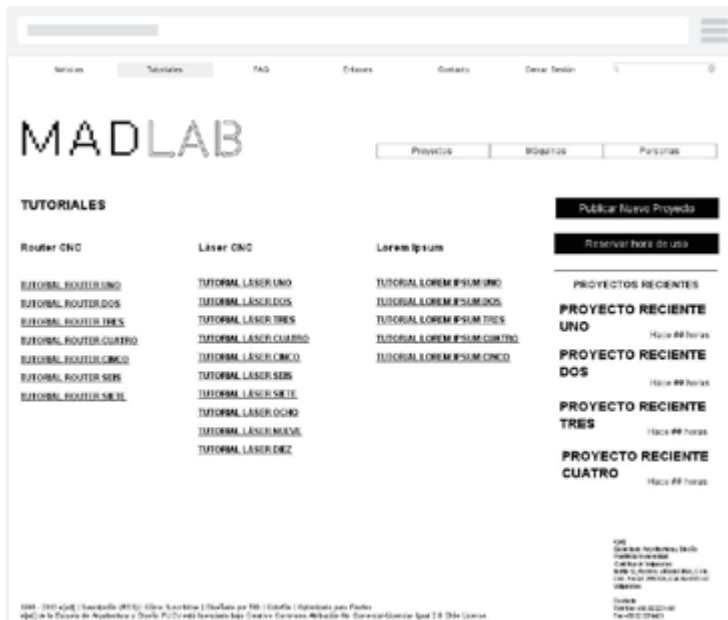 Noticias Tutoriales FAQ Enlaces Contacto Cerrar Sesión
MADLAB
Proyectos Máquinas Personas
TUTORIALES
Publicar Nuevo Proyecto
Reservar hora de uso
Router CNC
TUTORIAL ROUTER UNO
TUTORIAL ROUTER DOS
TUTORIAL ROUTER TRES
TUTORIAL ROUTER CUATRO
TUTORIAL ROUTER CINCO
TUTORIAL ROUTER SEIS
TUTORIAL ROUTER SIETE
Láser CNC
TUTORIAL LÁSER UNO
TUTORIAL LÁSER DOS
TUTORIAL LÁSER TRES
TUTORIAL LÁSER CUATRO
TUTORIAL LÁSER CINCO
TUTORIAL LÁSER SEIS
TUTORIAL LÁSER SIETE
TUTORIAL LÁSER OCHO
TUTORIAL LÁSER NUEVE
TUTORIAL LÁSER DIEZ
Lorem Ipsum
TUTORIAL LOREM IPSUM UNO
TUTORIAL LOREM IPSUM DOS
TUTORIAL LOREM IPSUM TRES
TUTORIAL LOREM IPSUM CUATRO
TUTORIAL LOREM IPSUM CINCO
PROYECTOS RECIENTES
PROYECTO RECIENTE
UNO
Hace ## horas
PROYECTO RECIENTE
DOS
Hace ## horas
PROYECTO RECIENTE
TRES
Hace ## horas
PROYECTO RECIENTE
CUATRO
Hace ## horas